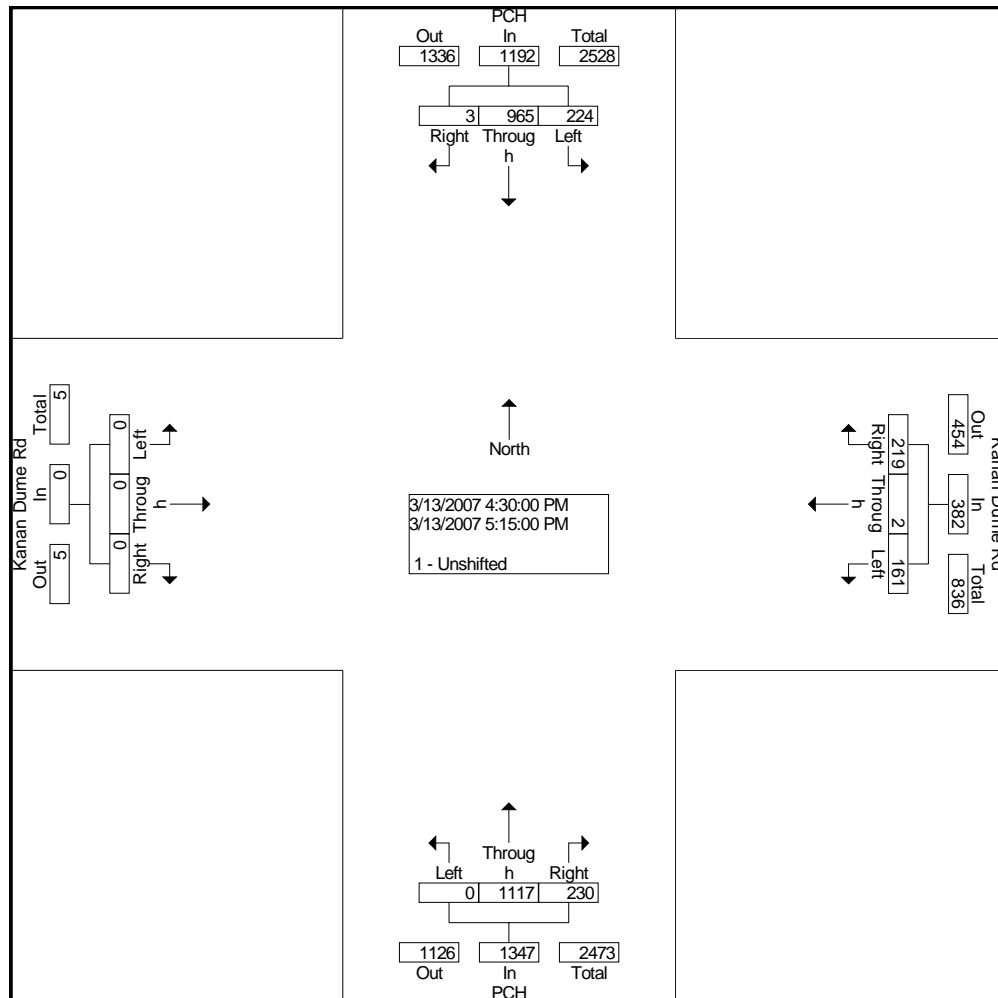 PCH
Out In Total
1336 1192 2528
3 965 224
Right Throug Left
h
Kanan Dume Rd
Total In Out
5 0 5
0 0 0
Left Throug Right
h
North
3/13/2007 4:30:00 PM
3/13/2007 5:15:00 PM
1 - Unshifted
Right Throug Left
h
219 2 161
454 382 836
Out In Total
Kanan Dume Rd
Throug
Left h Right
0 1117 230
1126 1347 2473
Out In Total
PCH